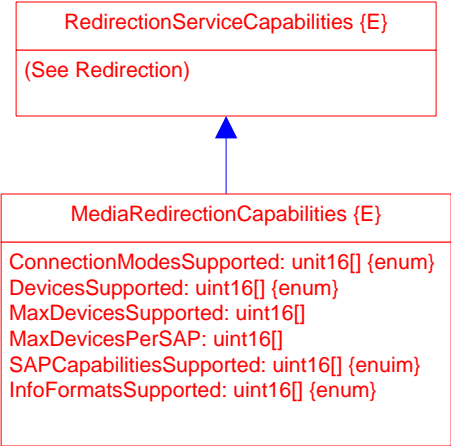 RedirectionServiceCapabilities {E}
(See Redirection)
MediaRedirectionCapabilities {E}
ConnectionModesSupported: unit16[] {enum}
DevicesSupported: uint16[] {enum}
MaxDevicesSupported: uint16[]
MaxDevicesPerSAP: uint16[]
SAPCapabilitiesSupported: uint16[] {enuim}
InfoFormatsSupported: uint16[] {enum}